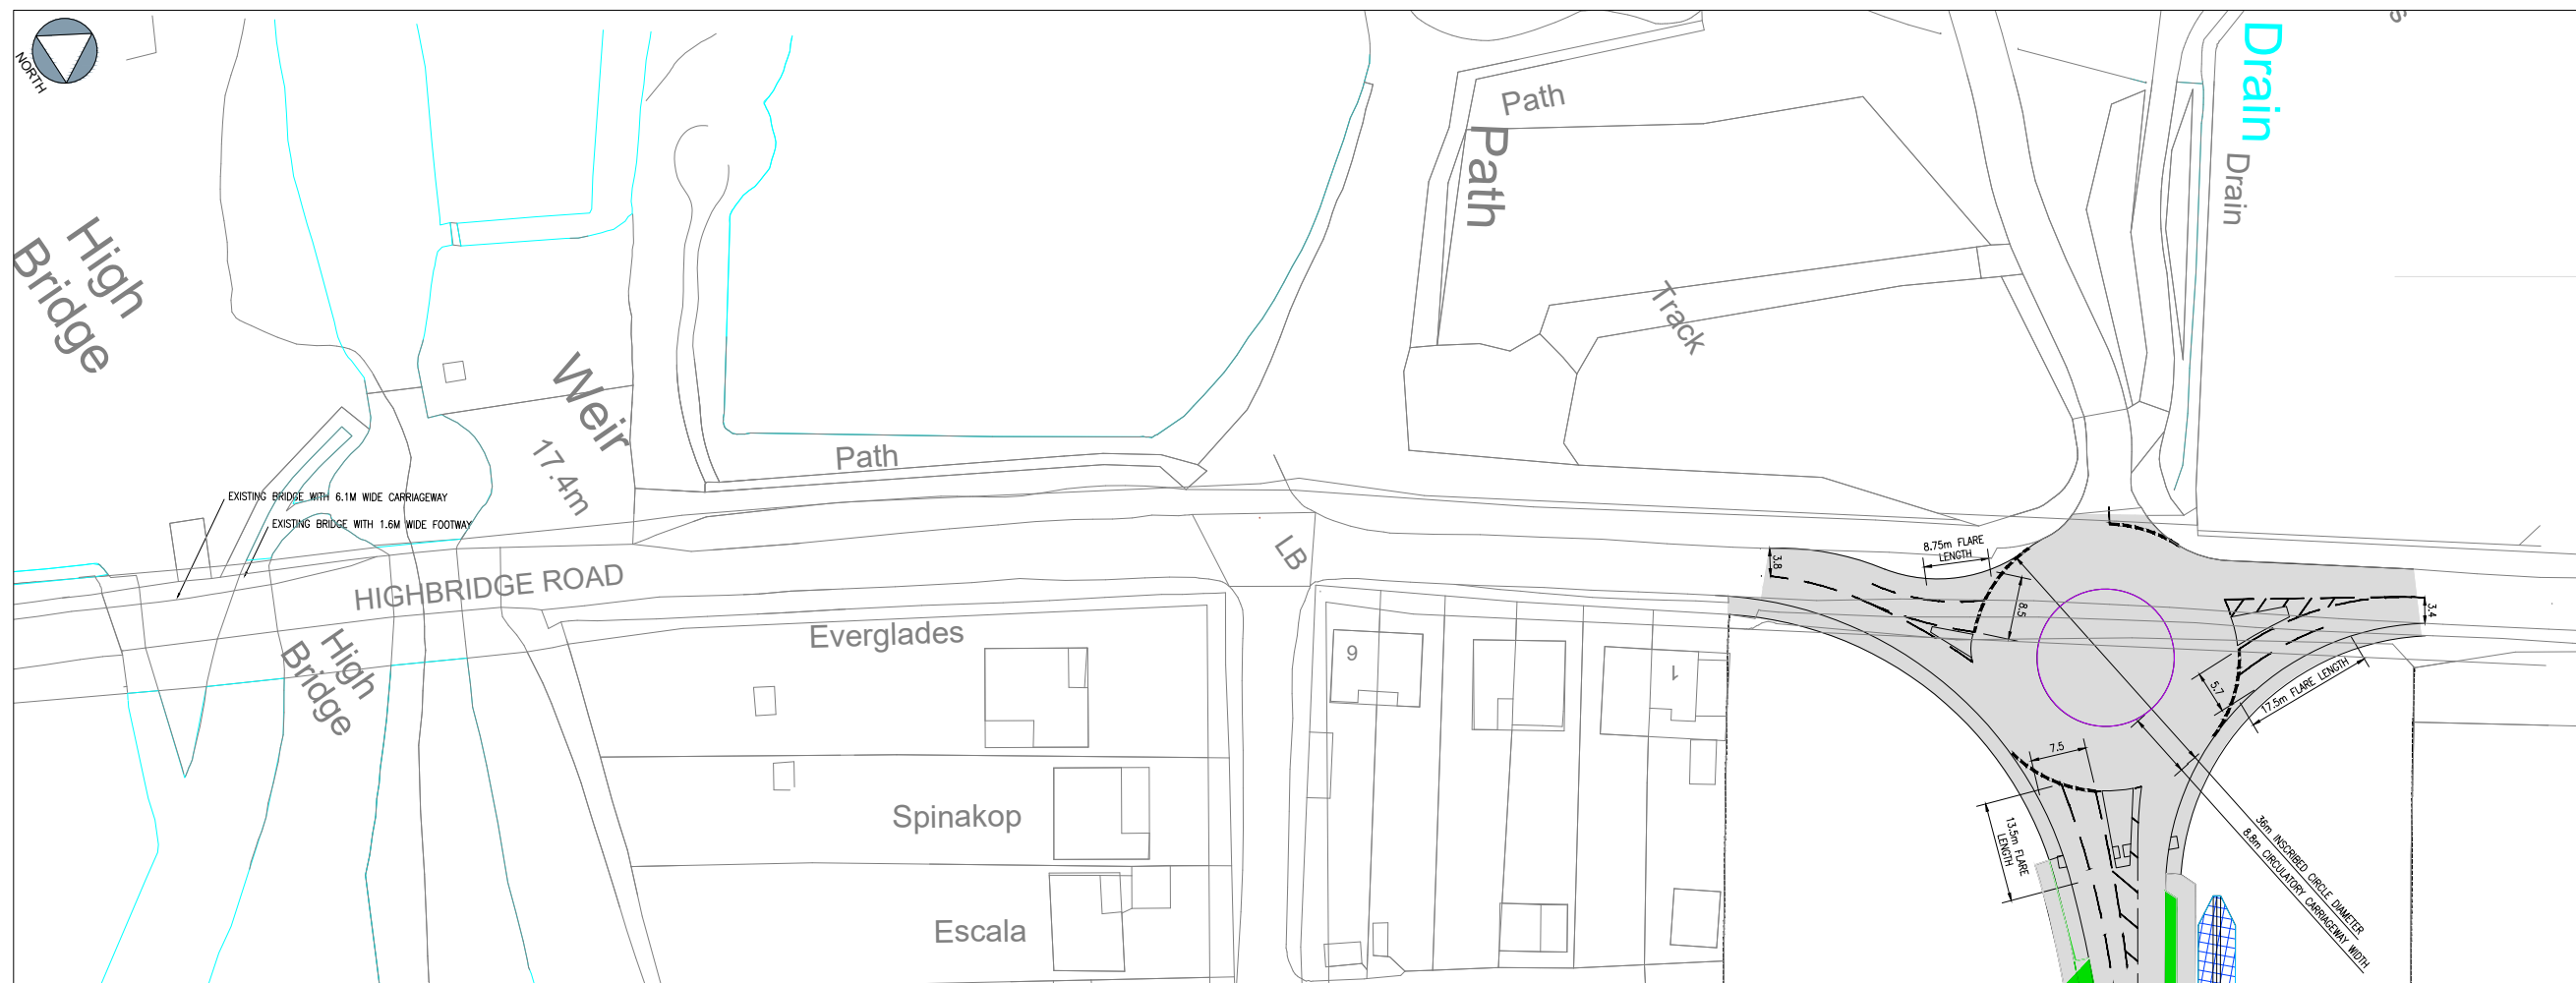 NORTH
High
Bridge
Weir
17.4m
Path
Path
Path
Track
Drain
Drain
s
EXISTING BRIDGE WITH 6.1M WIDE CARRIAGEWAY
EXISTING BRIDGE WITH 1.6M WIDE FOOTWAY
HIGHBRIDGE ROAD
High
Bridge
LB
Everglades
Spinakop
Escala
9
1
3.8
8.75m FLARE
LENGTH
8.5
3.4
5.7
17.5m FLARE LENGTH
7.5
13.5m FLARE
LENGTH
36m INSCRIBED CIRCLE DIAMETER
8.8m CIRCULATORY CARRIAGEWAY WIDTH